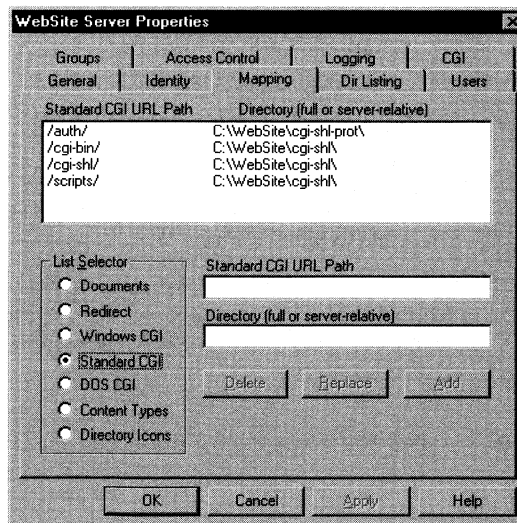 WebSite Server Properties
Groups Access Control Logging CGI
General Identity Mapping Dir Listing Users
Standard CGI URL Path Directory (full or server-relative)
/auth/ C:\WebSite\cgi-shl-prot\
/cgi-bin/ C:\WebSite\cgi-shl\
/cgi-shl/ C:\WebSite\cgi-shl\
/scripts/ C:\WebSite\cgi-shl\
List Selector
Documents
Redirect
Windows CGI
Standard CGI
DOS CGI
Content Types
Directory Icons
Standard CGI URL Path
Directory (full or server-relative)
Delete Replace Add
OK Cancel Apply Help